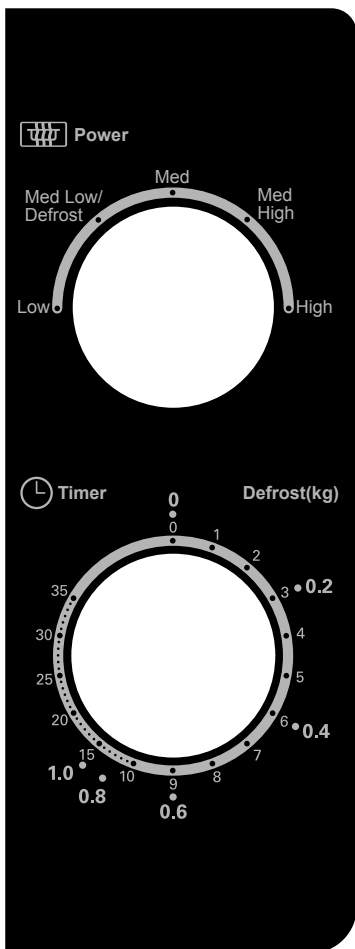 Power
Med
Med Low/
Defrost
Med
High
Low
High
Timer
Defrost(kg)
0
0
1
2
3
0.2
4
5
6
0.4
7
8
9
0.6
10
0.8
15
1.0
20
25
30
35